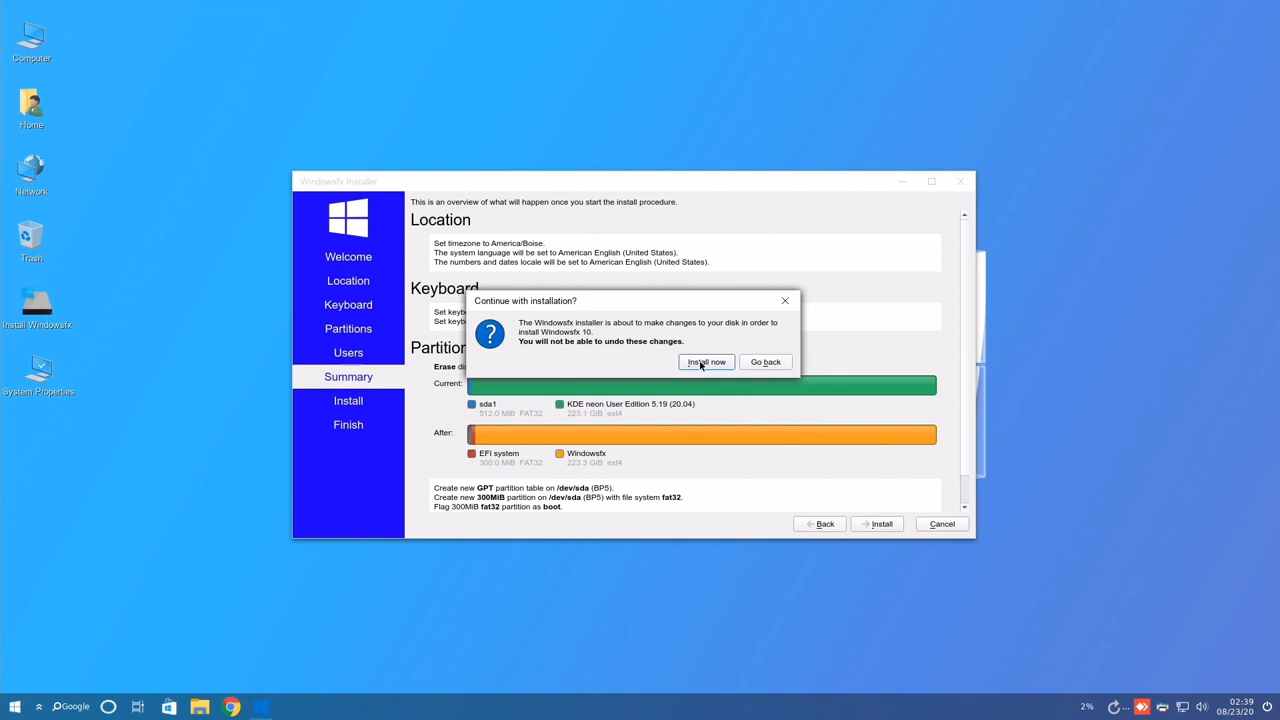 Computer
Home
Network
Trash
Install Windowsfx
System Properties
Windowsfx Installer
Welcome
Location
Keyboard
Partitions
Users
Summary
Install
Finish
This is an overview of what will happen once you start the install procedure.
Location
Set timezone to America/Boise.
The system language will be set to American English (United States).
The numbers and dates locale will be set to American English (United States).
Keyboard
Set
Set
Continue with installation?
The Windowsfx installer is about to make changes to your disk in order to
install Windowsfx 10.
You will not be able to undo these changes.
Install now
Go back
Erase
Current:
sda1
512.0 MiB FAT32
KDE neon User Edition 5.19 (20.04)
223.1 GiB ext4
After:
EFI system
300.0 MiB FAT32
Windowsfx
223.3 GiB ext4
Create new GPT partition table on /dev/sda (BP5).
Create new 300MiB partition on /dev/sda (BP5) with file system fat32.
Flag 300MiB fat32 partition as boot.
Back
Install
Cancel
Google
2%
...
02:39
08/23/20